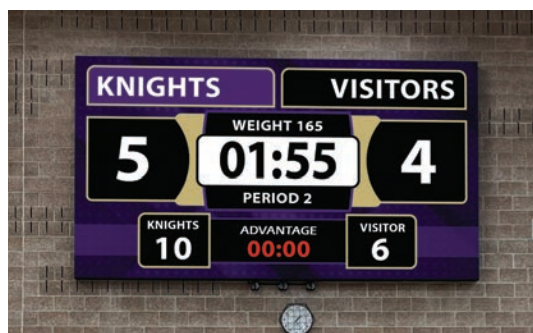 KNIGHTS VISITORS
WEIGHT 165
5 01:55 4
PERIOD 2
KNIGHTS ADVANTAGE VISITOR
10 00:00 6